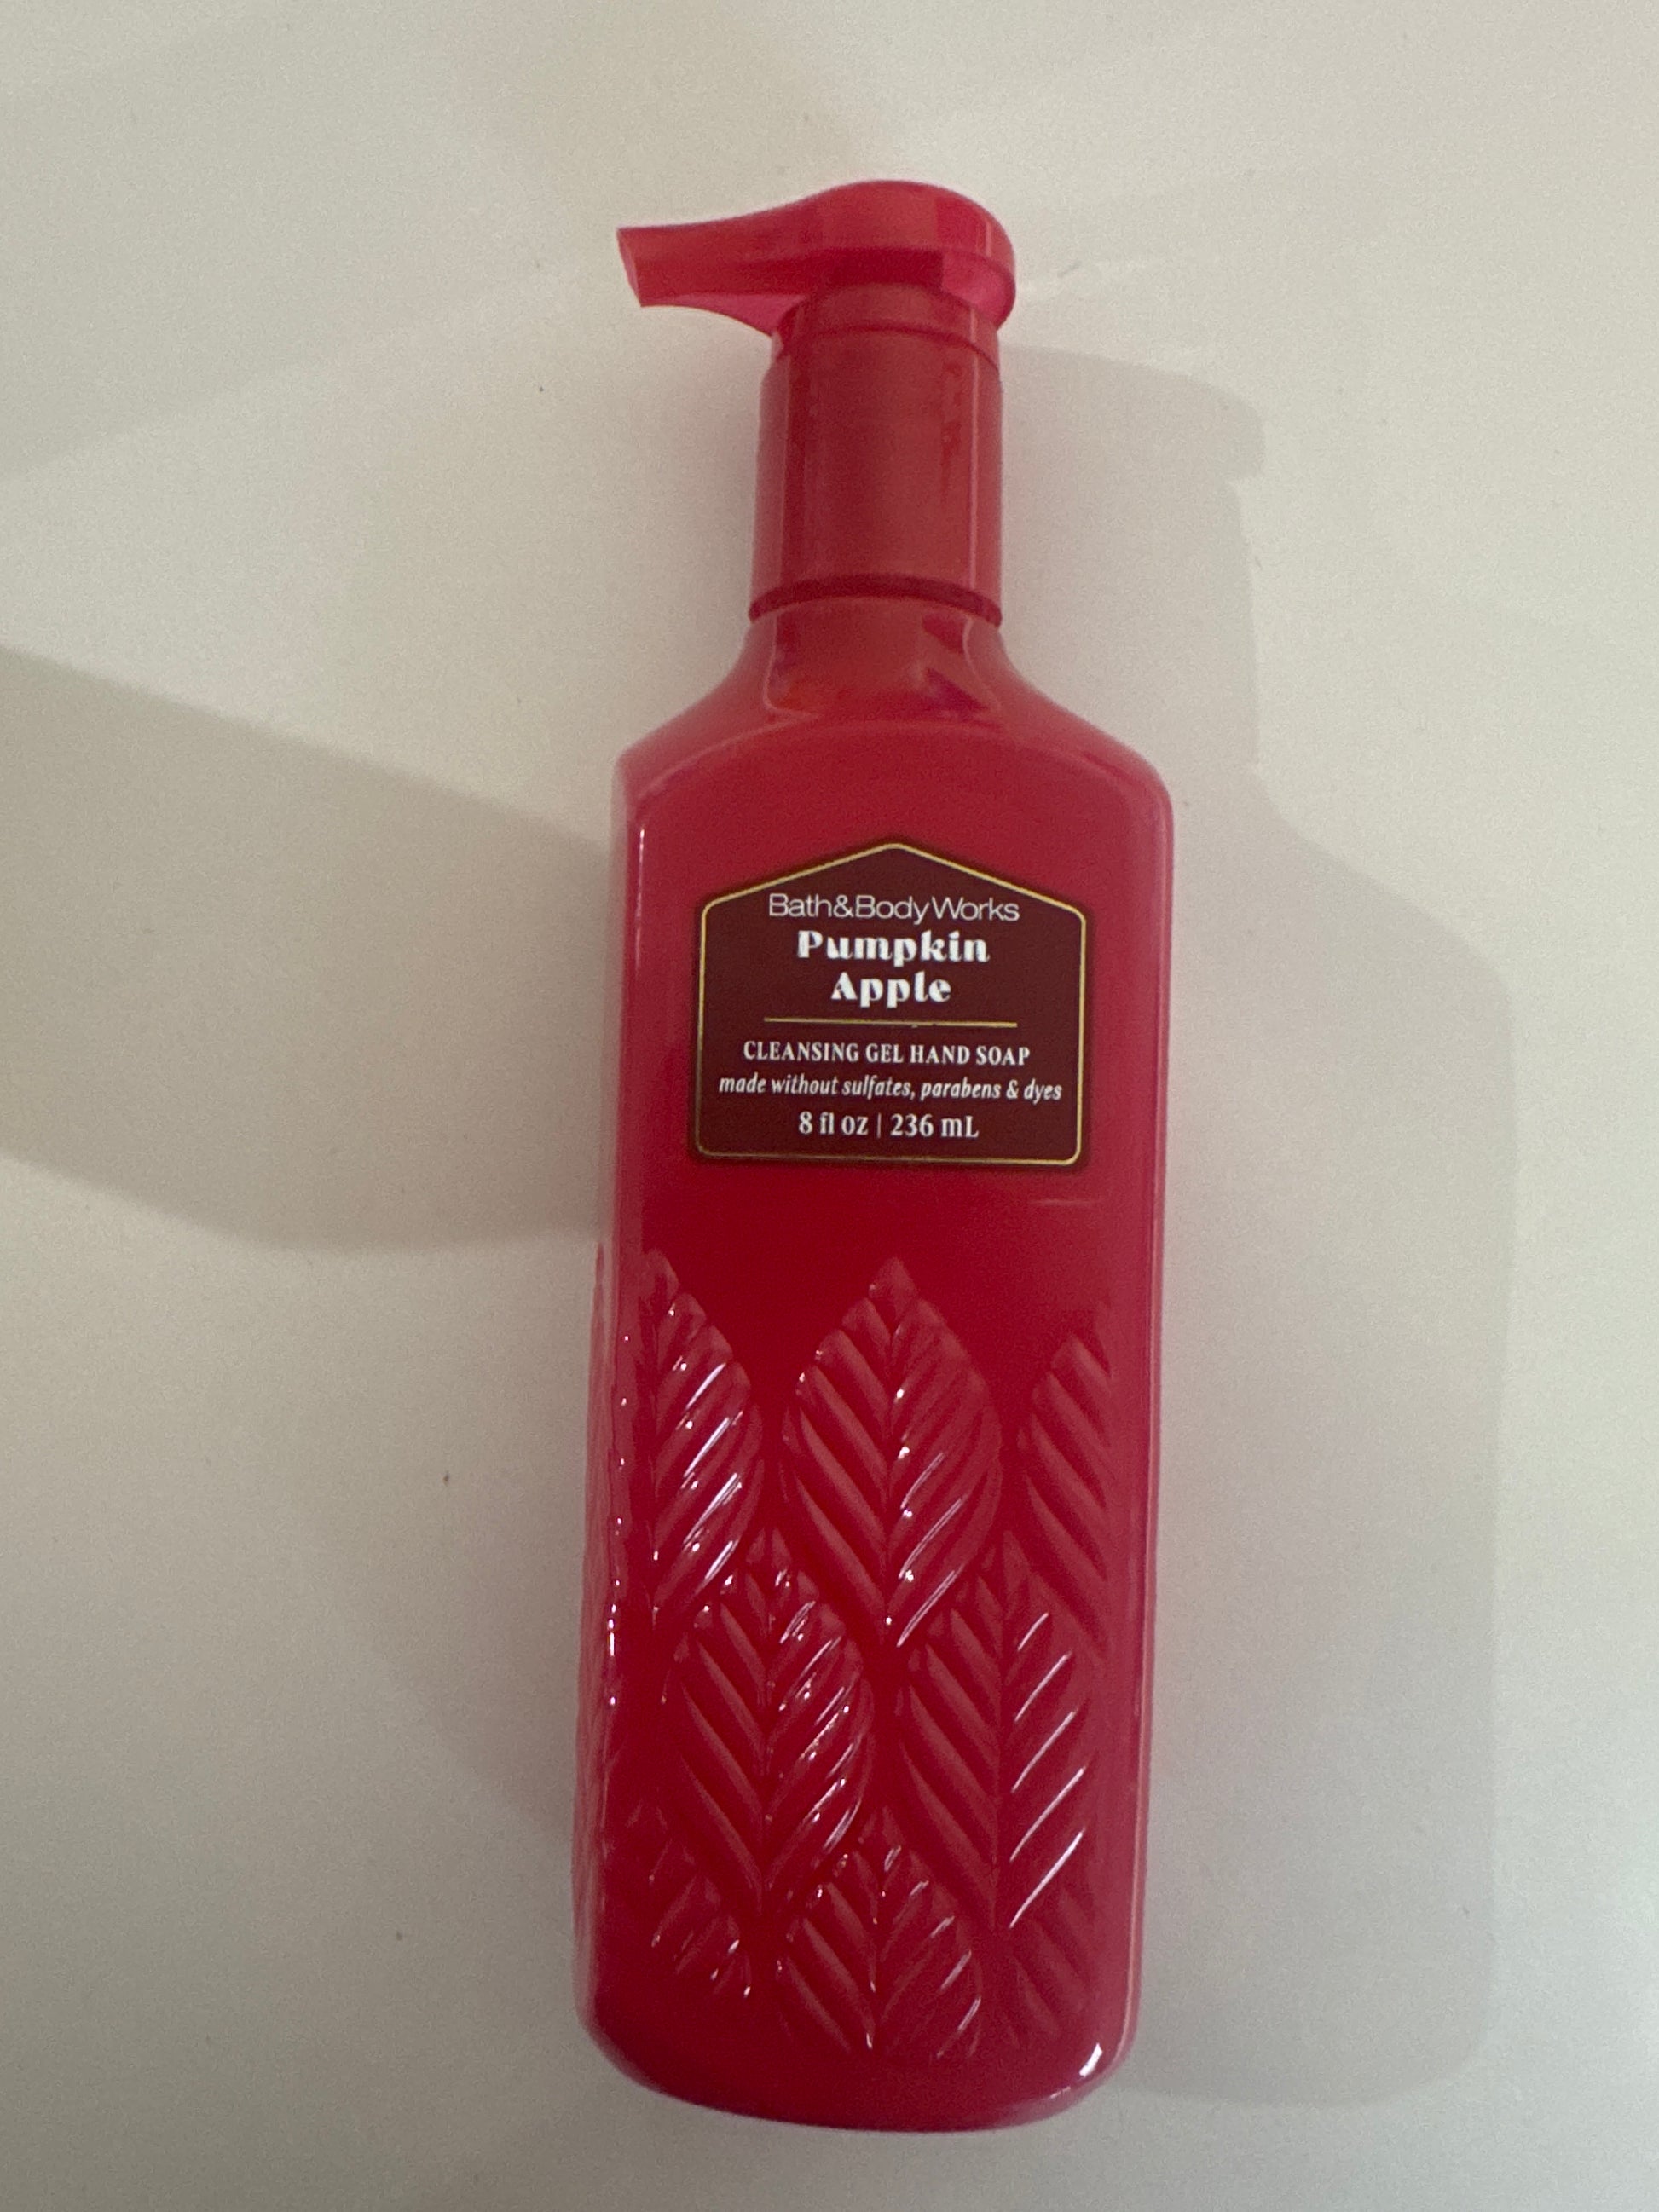 Bath&BodyWorks
Pumpkin
Apple
CLEANSING GEL HAND SOAP
made without sulfates, parabens & dyes
8 fl oz | 236 mL